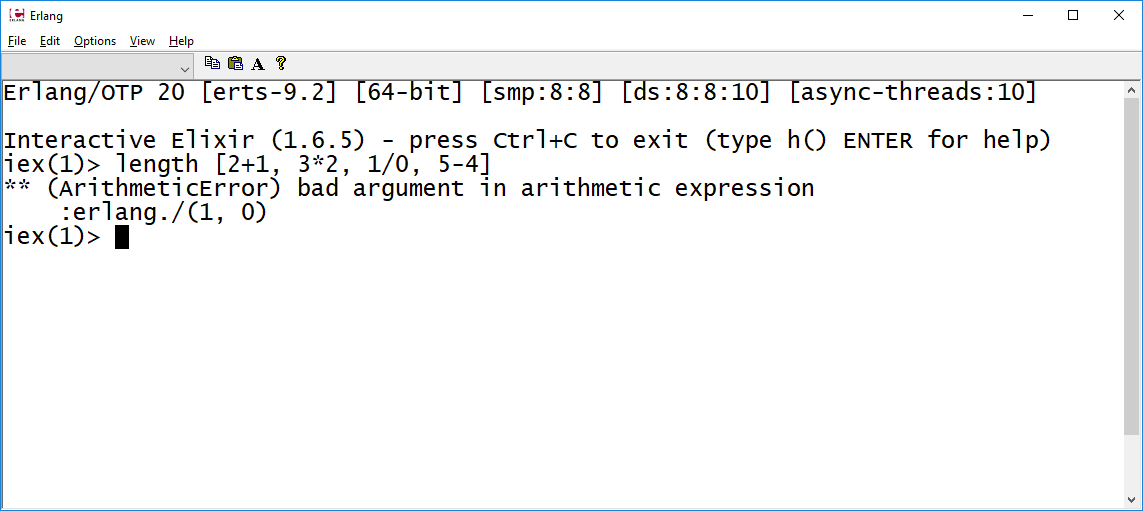 Erlang
File Edit Options View Help
Erlang/OTP 20 [erts-9.2] [64-bit] [smp:8:8] [ds:8:8:10] [async-threads:10]
Interactive Elixir (1.6.5) - press Ctrl+C to exit (type h() ENTER for help)
iex(1)> length [2+1, 3*2, 1/0, 5-4]
** (ArithmeticError) bad argument in arithmetic expression
    :erlang./(1, 0)
iex(1)>